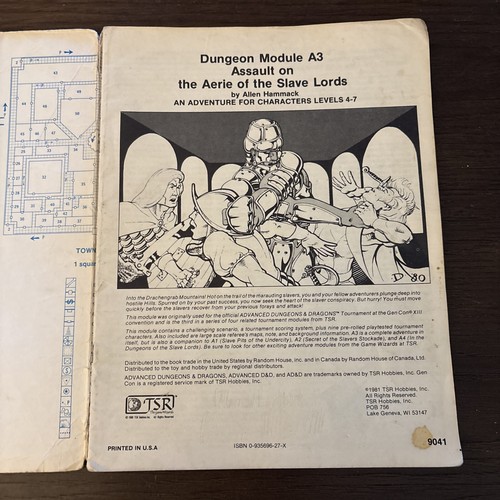 Dungeon Module A3
Assault on
the Aerie of the Slave Lords
by Allen Hammack
AN ADVENTURE FOR CHARACTERS LEVELS 4-7
D 80
Into the Drachengrab Mountains! Hot on the trail of the marauding slavers, you and your fellow adventurers plunge deep into
hostile Hills. Spurred on by your past success, you now seek the heart of the slaver conspiracy. But hurry! You must move
quickly before the slavers recover from your previous forays and attack!
This module was originally used for the official ADVANCED DUNGEONS & DRAGONS™ Tournament at the Gen Con® XIII
convention and is the third in a series of four related tournament modules from TSR.
This module contains a challenging scenario, a tournament scoring system, plus nine pre-rolled playtested tournament
characters. Also included are large scale referee's maps, notes, and background information. A3 is a complete adventure in
itself, but is also a companion to A1 (Slave Pits of the Undercity), A2 (Secret of the Slavers Stockade), and A4 (In the
Dungeons of the Slave Lords). Be sure to look for other exciting adventure modules from the Game Wizards at TSR.
Distributed to the book trade in the United States by Random House, Inc. and in Canada by Random House of Canada, Ltd.
Distributed to the toy and hobby trade by regional distributors.
ADVANCED DUNGEONS & DRAGONS, ADVANCED D&D, and AD&D are trademarks owned by TSR Hobbies, Inc. Gen
Con is a registered service mark of TSR Hobbies, Inc.
©1981 TSR Hobbies, Inc.
All Rights Reserved.
TSR Hobbies, Inc.
POB 756
Lake Geneva, WI 53147
TSR
PRINTED IN U.S.A
ISBN 0-935696-27-X
9041
TOWN
1 squar